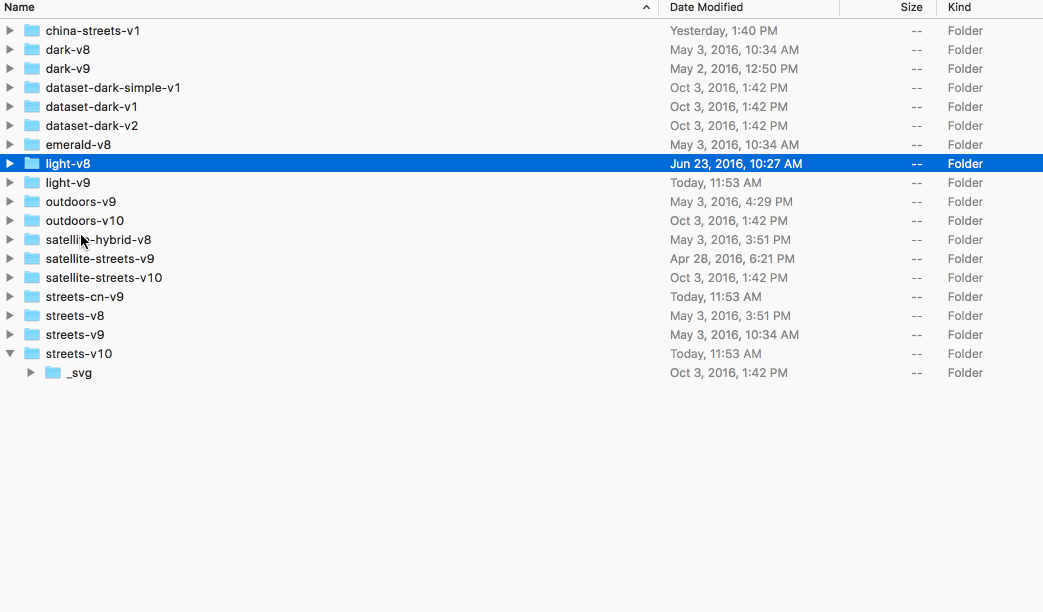 Name Date Modified Size Kind
china-streets-v1 Yesterday, 1:40 PM -- Folder
dark-v8 May 3, 2016, 10:34 AM -- Folder
dark-v9 May 2, 2016, 12:50 PM -- Folder
dataset-dark-simple-v1 Oct 3, 2016, 1:42 PM -- Folder
dataset-dark-v1 Oct 3, 2016, 1:42 PM -- Folder
dataset-dark-v2 Oct 3, 2016, 1:42 PM -- Folder
emerald-v8 May 3, 2016, 10:34 AM -- Folder
light-v8 Jun 23, 2016, 10:27 AM -- Folder
light-v9 Today, 11:53 AM -- Folder
outdoors-v9 May 3, 2016, 4:29 PM -- Folder
outdoors-v10 Oct 3, 2016, 1:42 PM -- Folder
satellite-hybrid-v8 May 3, 2016, 3:51 PM -- Folder
satellite-streets-v9 Apr 28, 2016, 6:21 PM -- Folder
satellite-streets-v10 Oct 3, 2016, 1:42 PM -- Folder
streets-cn-v9 Today, 11:53 AM -- Folder
streets-v8 May 3, 2016, 3:51 PM -- Folder
streets-v9 May 3, 2016, 10:34 AM -- Folder
streets-v10 Today, 11:53 AM -- Folder
_svg Oct 3, 2016, 1:42 PM -- Folder